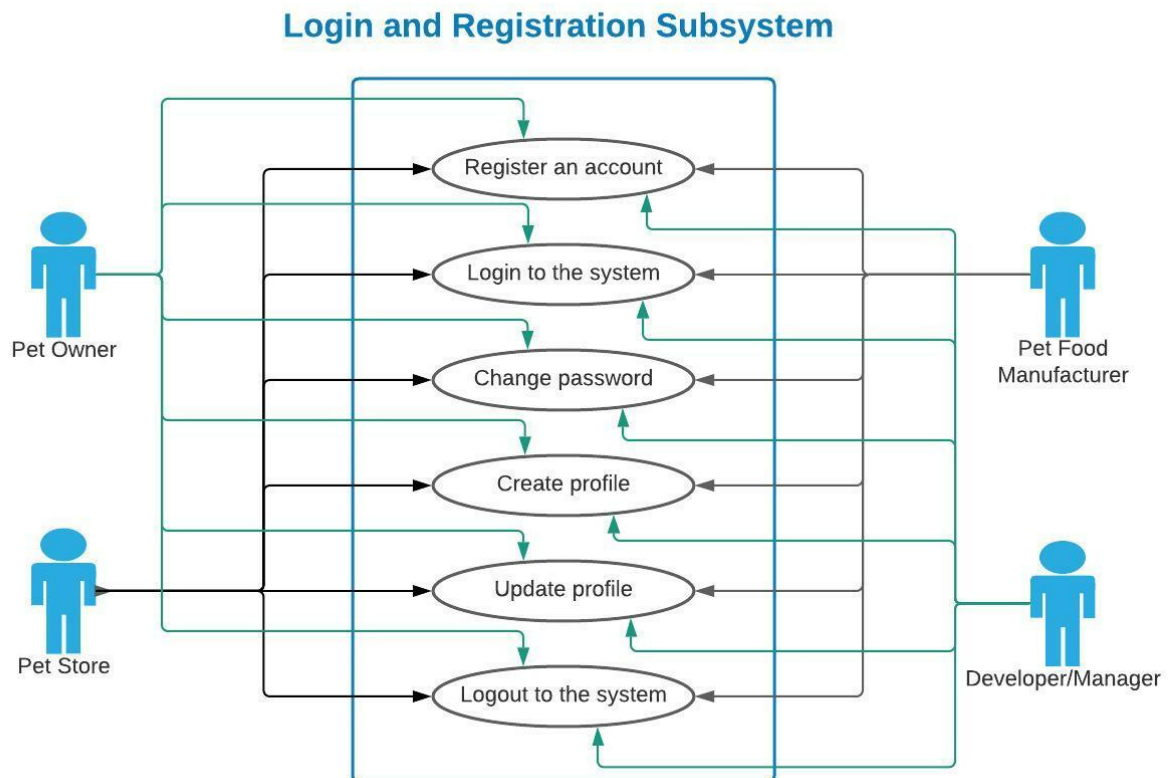 Login and Registration Subsystem
Register an account
Login to the system
Pet Owner
Pet Food
Manufacturer
Change password
Create profile
Update profile
Pet Store
Developer/Manager
Logout to the system